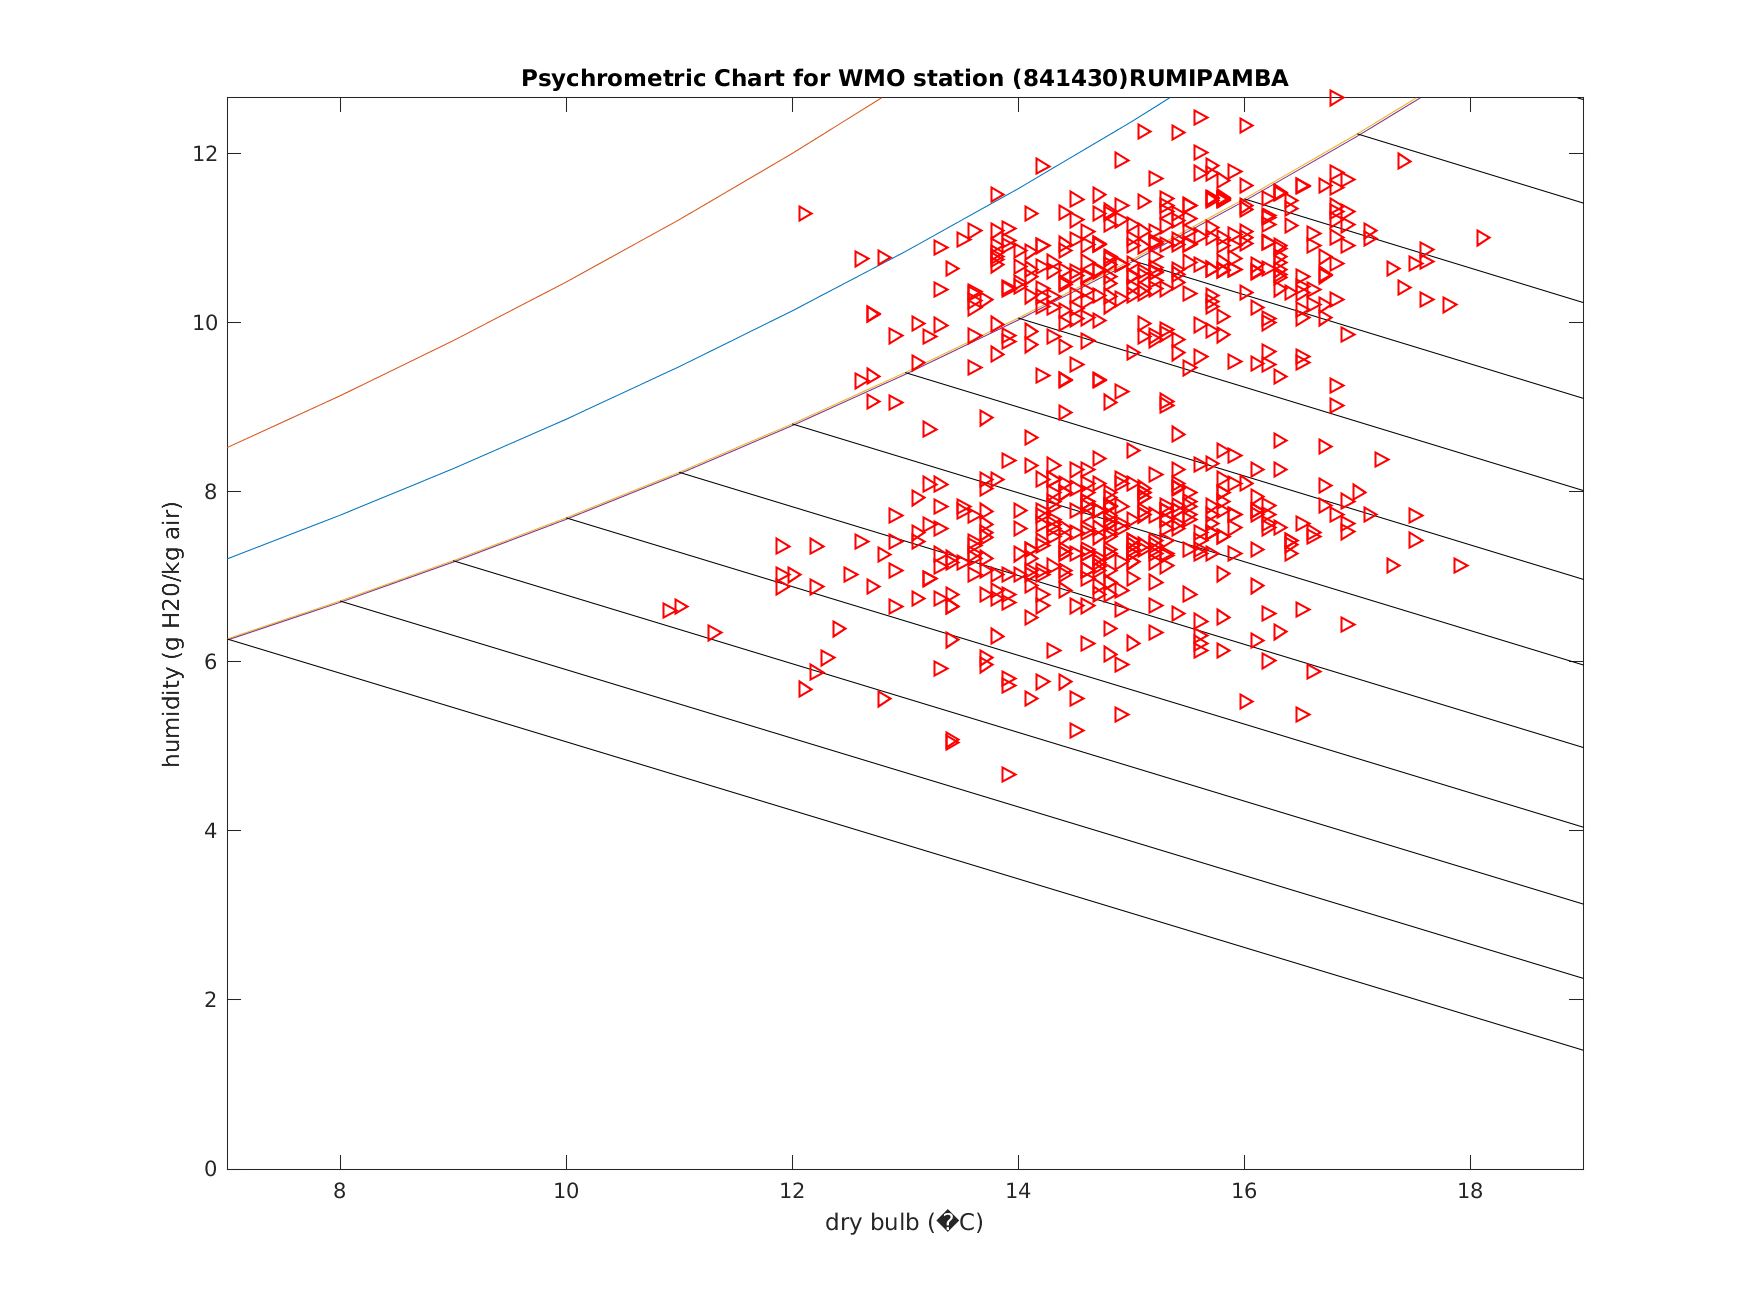 Psychrometric Chart for WMO station (841430)RUMIPAMBA
humidity (g H20/kg air)
12
10
8
6
4
2
0
8 10 12 14 16 18
dry bulb (�C)